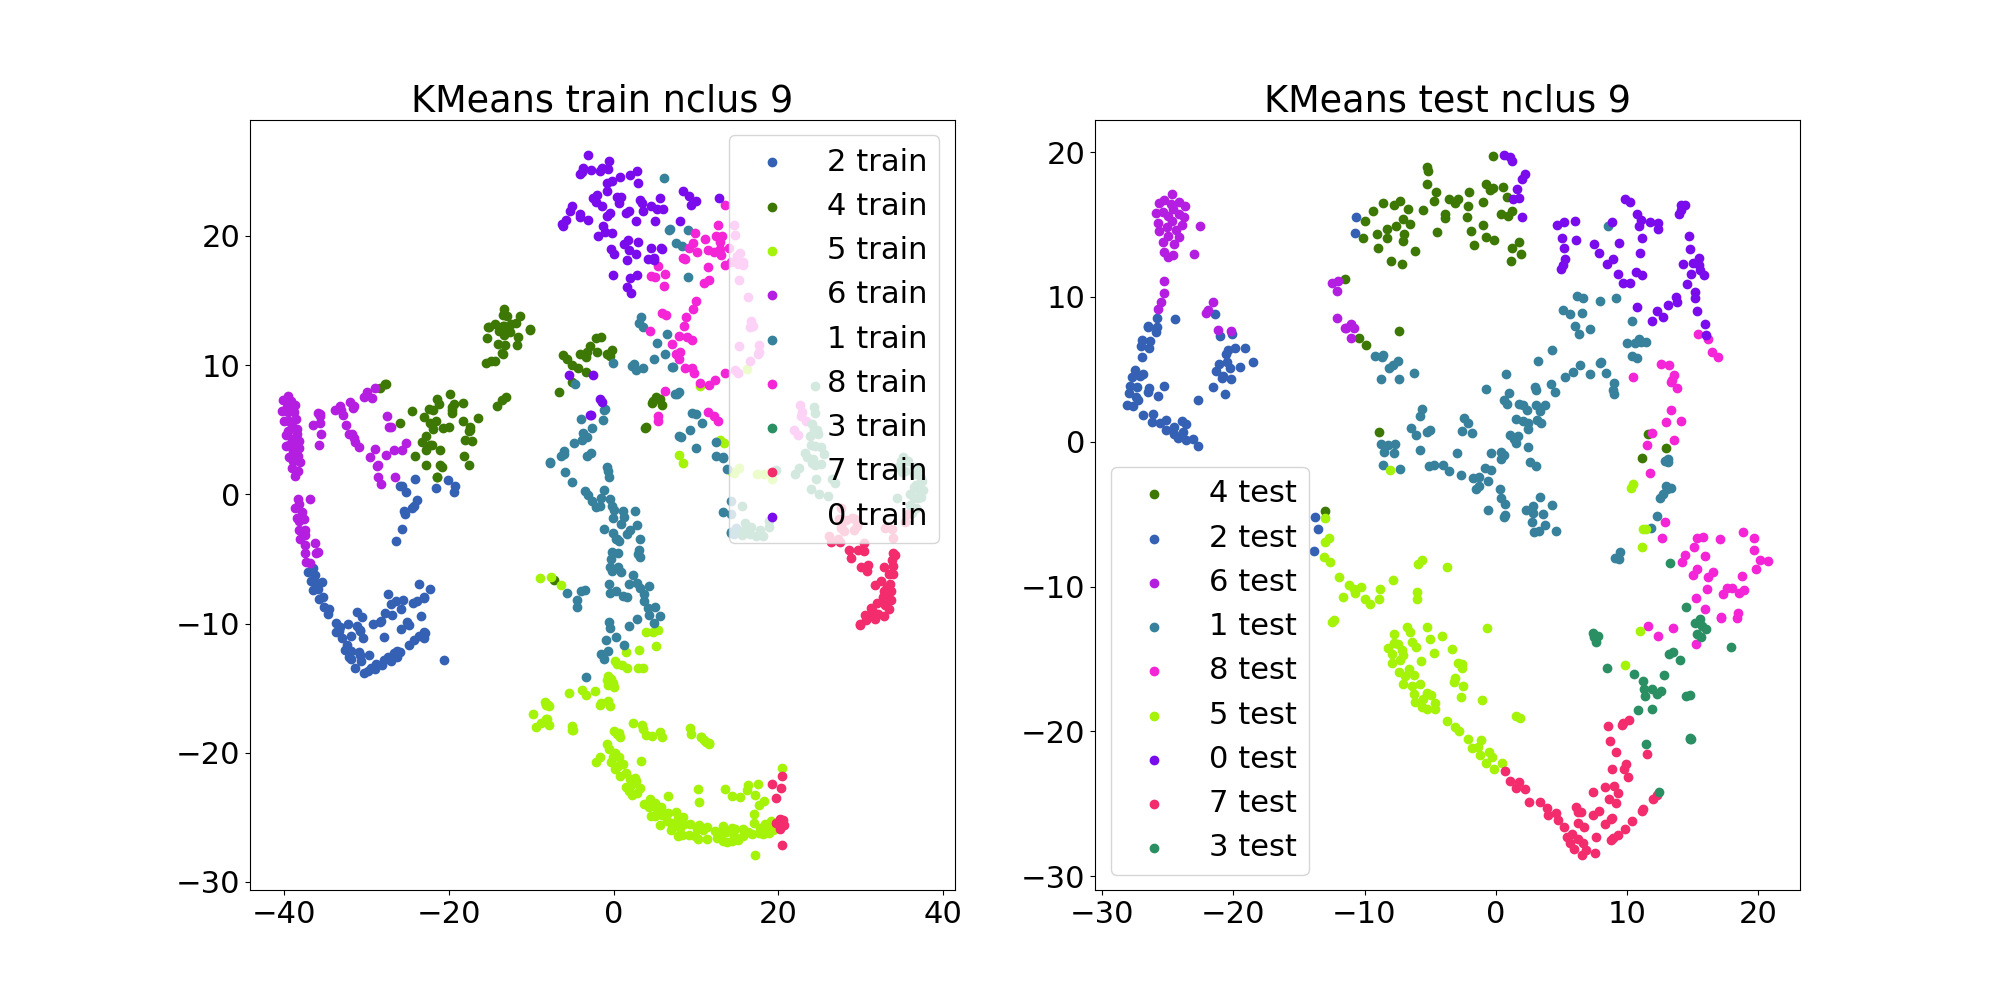 KMeans train nclus 9
20
10
0
−10
−20
−30
−40
−20
0
20
40
2 train
4 train
5 train
6 train
1 train
8 train
3 train
7 train
0 train
KMeans test nclus 9
20
10
0
−10
−20
−30
−30
−20
−10
0
10
20
4 test
2 test
6 test
1 test
8 test
5 test
0 test
7 test
3 test